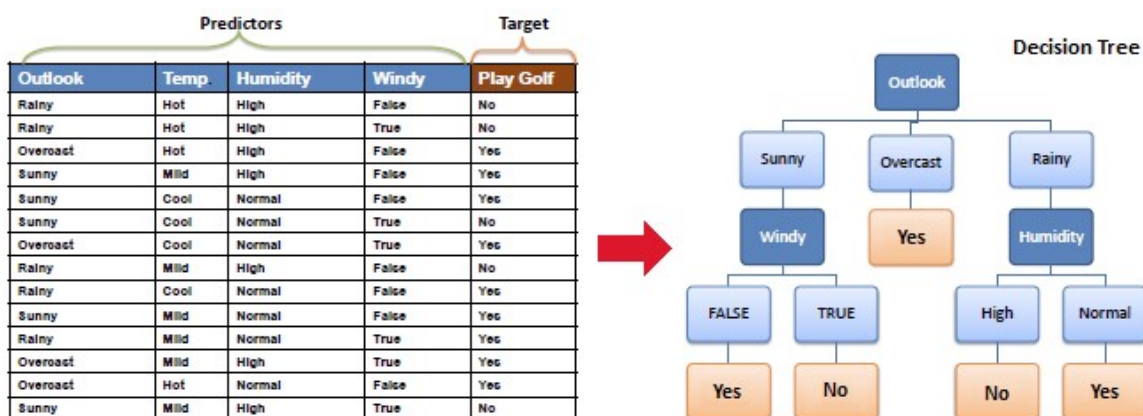 Predictors Target
Outlook Temp. Humidity Windy Play Golf
Rainy Hot High False No
Rainy Hot High True No
Overcast Hot High False Yes
Sunny Mild High False Yes
Sunny Cool Normal False Yes
Sunny Cool Normal True No
Overcast Cool Normal True Yes
Rainy Mild High False No
Rainy Cool Normal False Yes
Sunny Mild Normal False Yes
Rainy Mild Normal True Yes
Overcast Mild High True Yes
Overcast Hot Normal False Yes
Sunny Mild High True No
Decision Tree
Outlook
Sunny Overcast Rainy
Windy Yes Humidity
FALSE TRUE High Normal
Yes No No Yes